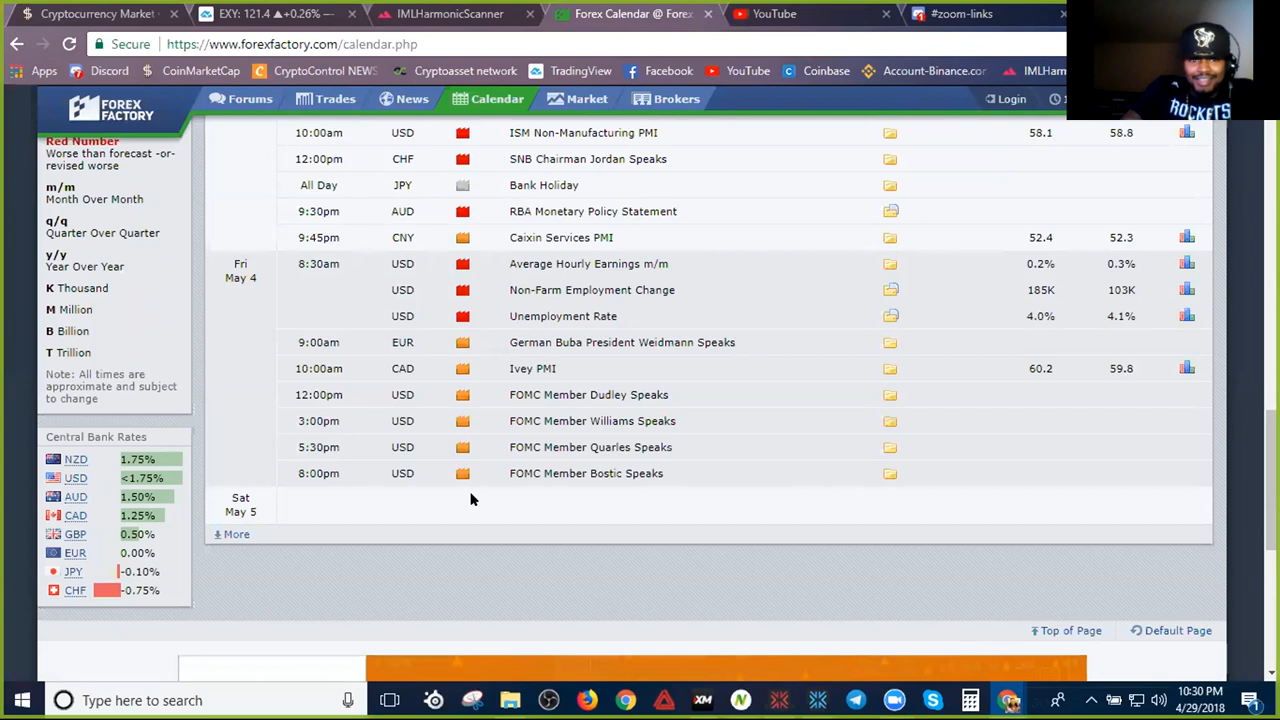 Cryptocurrency Market
EXY: 121.4 ▲+0.26% —
IMLHarmonicScanner
Forex Calendar @ Forex
YouTube
#zoom-links
Secure
https://www.forexfactory.com/calendar.php
Apps
Discord
CoinMarketCap
CryptoControl NEWS
Cryptoasset network
TradingView
Facebook
YouTube
Coinbase
Account-Binance.cor
IMLHa
ROCKETS
FOREX
FACTORY
Forums
Trades
News
Calendar
Market
Brokers
Login
Red Number
Worse than forecast -or-
revised worse
m/m
Month Over Month
q/q
Quarter Over Quarter
y/y
Year Over Year
K Thousand
M Million
B Billion
T Trillion
Note: All times are
approximate and subject
to change
Central Bank Rates
NZD 1.75%
USD <1.75%
AUD 1.50%
CAD 1.25%
GBP 0.50%
EUR 0.00%
JPY -0.10%
CHF -0.75%
10:00am USD ISM Non-Manufacturing PMI 58.1 58.8
12:00pm CHF SNB Chairman Jordan Speaks
All Day JPY Bank Holiday
9:30pm AUD RBA Monetary Policy Statement
9:45pm CNY Caixin Services PMI 52.4 52.3
Fri
May 4
8:30am USD Average Hourly Earnings m/m 0.2% 0.3%
USD Non-Farm Employment Change 185K 103K
USD Unemployment Rate 4.0% 4.1%
9:00am EUR German Buba President Weidmann Speaks
10:00am CAD Ivey PMI 60.2 59.8
12:00pm USD FOMC Member Dudley Speaks
3:00pm USD FOMC Member Williams Speaks
5:30pm USD FOMC Member Quarles Speaks
8:00pm USD FOMC Member Bostic Speaks
Sat
May 5
More
Top of Page
Default Page
Type here to search
XM
N
10:30 PM
4/29/2018